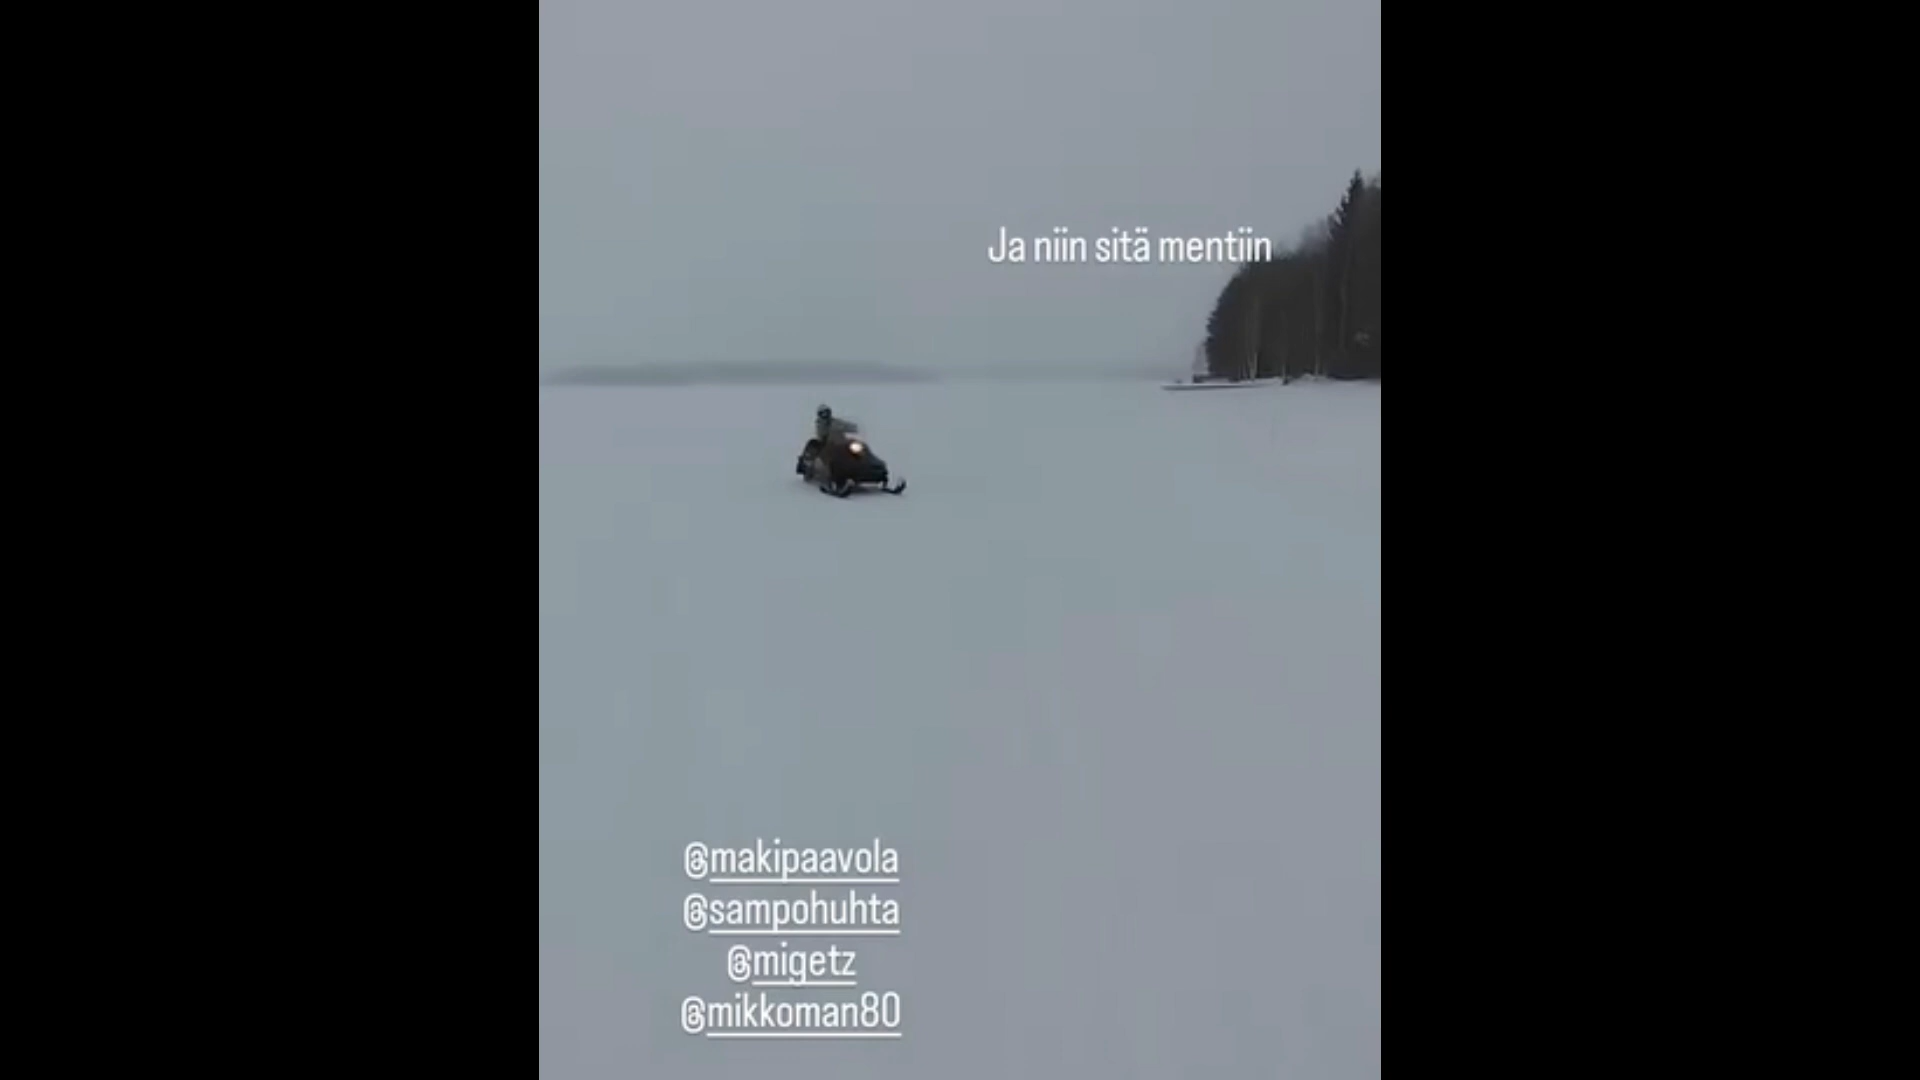 Ja niin sitä mentiin
@makipaavola
@sampohuhta
@migetz
@mikkoman80